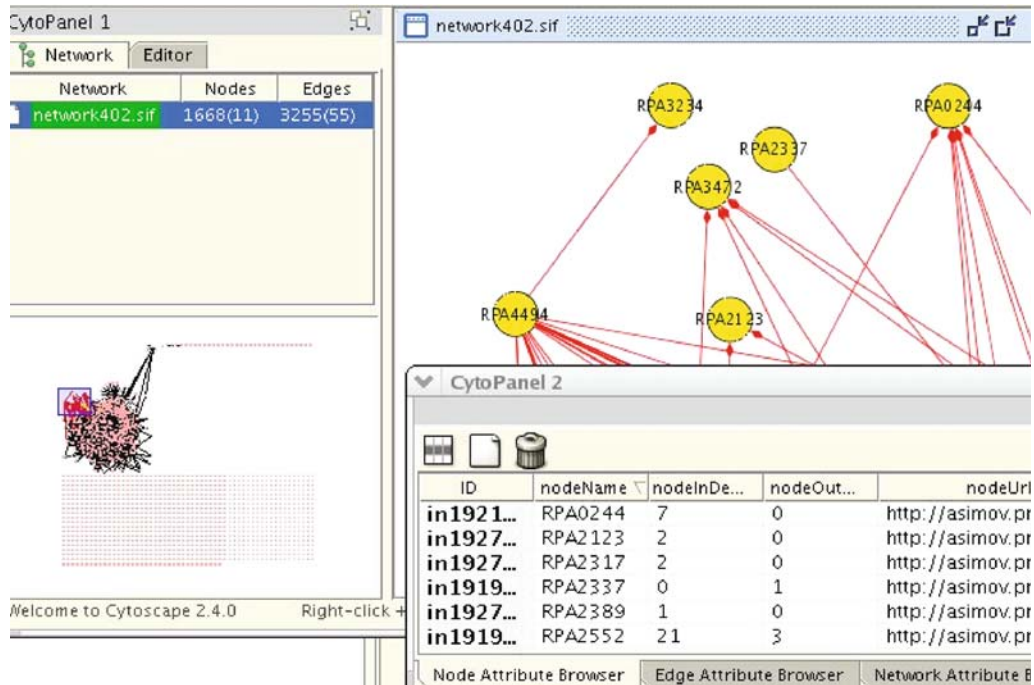 CytoPanel 1
Network Editor
Network Nodes Edges
network402.sif 1668(11) 3255(55)
Welcome to Cytoscape 2.4.0 Right-click +
network402.sif
RPA3234
RPA0244
RPA2337
RPA3472
RPA4494
RPA2123
CytoPanel 2
ID nodeName nodeInDe... nodeOut... nodeUrl
in1921... RPA0244 7 0 http://asimov.pr
in1927... RPA2123 2 0 http://asimov.pr
in1927... RPA2317 2 0 http://asimov.pr
in1919... RPA2337 0 1 http://asimov.pr
in1927... RPA2389 1 0 http://asimov.pr
in1919... RPA2552 21 3 http://asimov.pr
Node Attribute Browser Edge Attribute Browser Network Attribute B